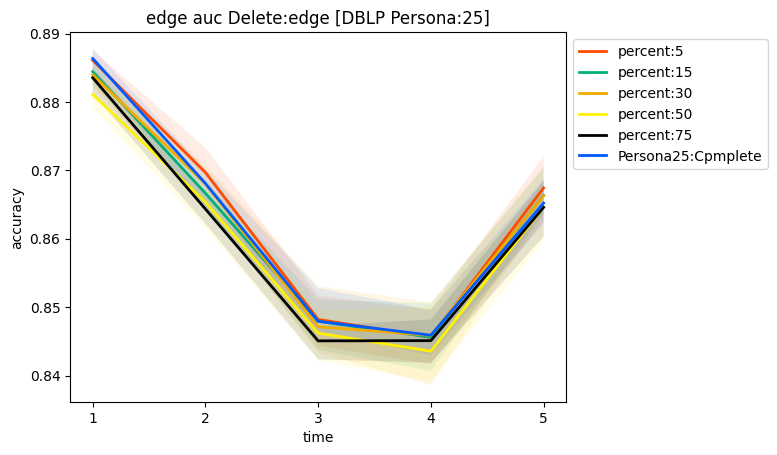 edge auc Delete:edge [DBLP Persona:25]
0.89
0.88
0.87
0.86
0.85
0.84
accuracy
1 2 3 4 5
time
percent:5
percent:15
percent:30
percent:50
percent:75
Persona25:Cpmplete